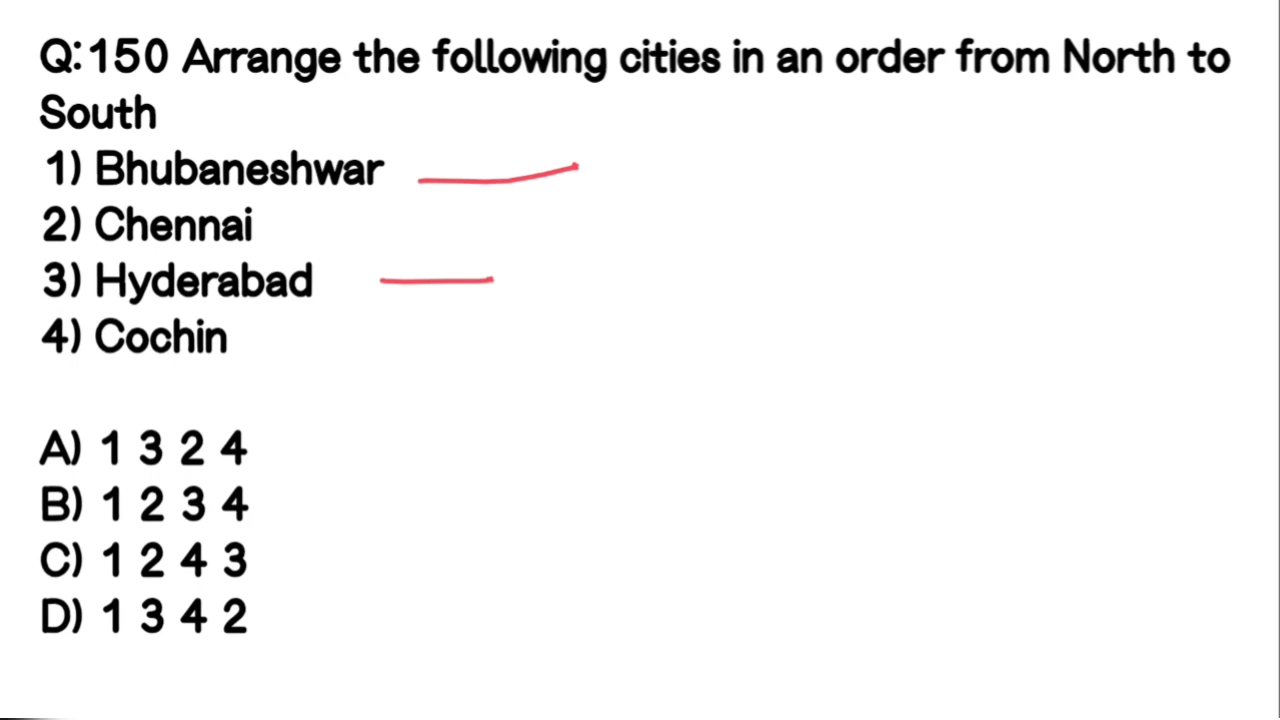 Q:150 Arrange the following cities in an order from North to
South
1) Bhubaneshwar
2) Chennai
3) Hyderabad
4) Cochin
A) 1 3 2 4
B) 1 2 3 4
C) 1 2 4 3
D) 1 3 4 2